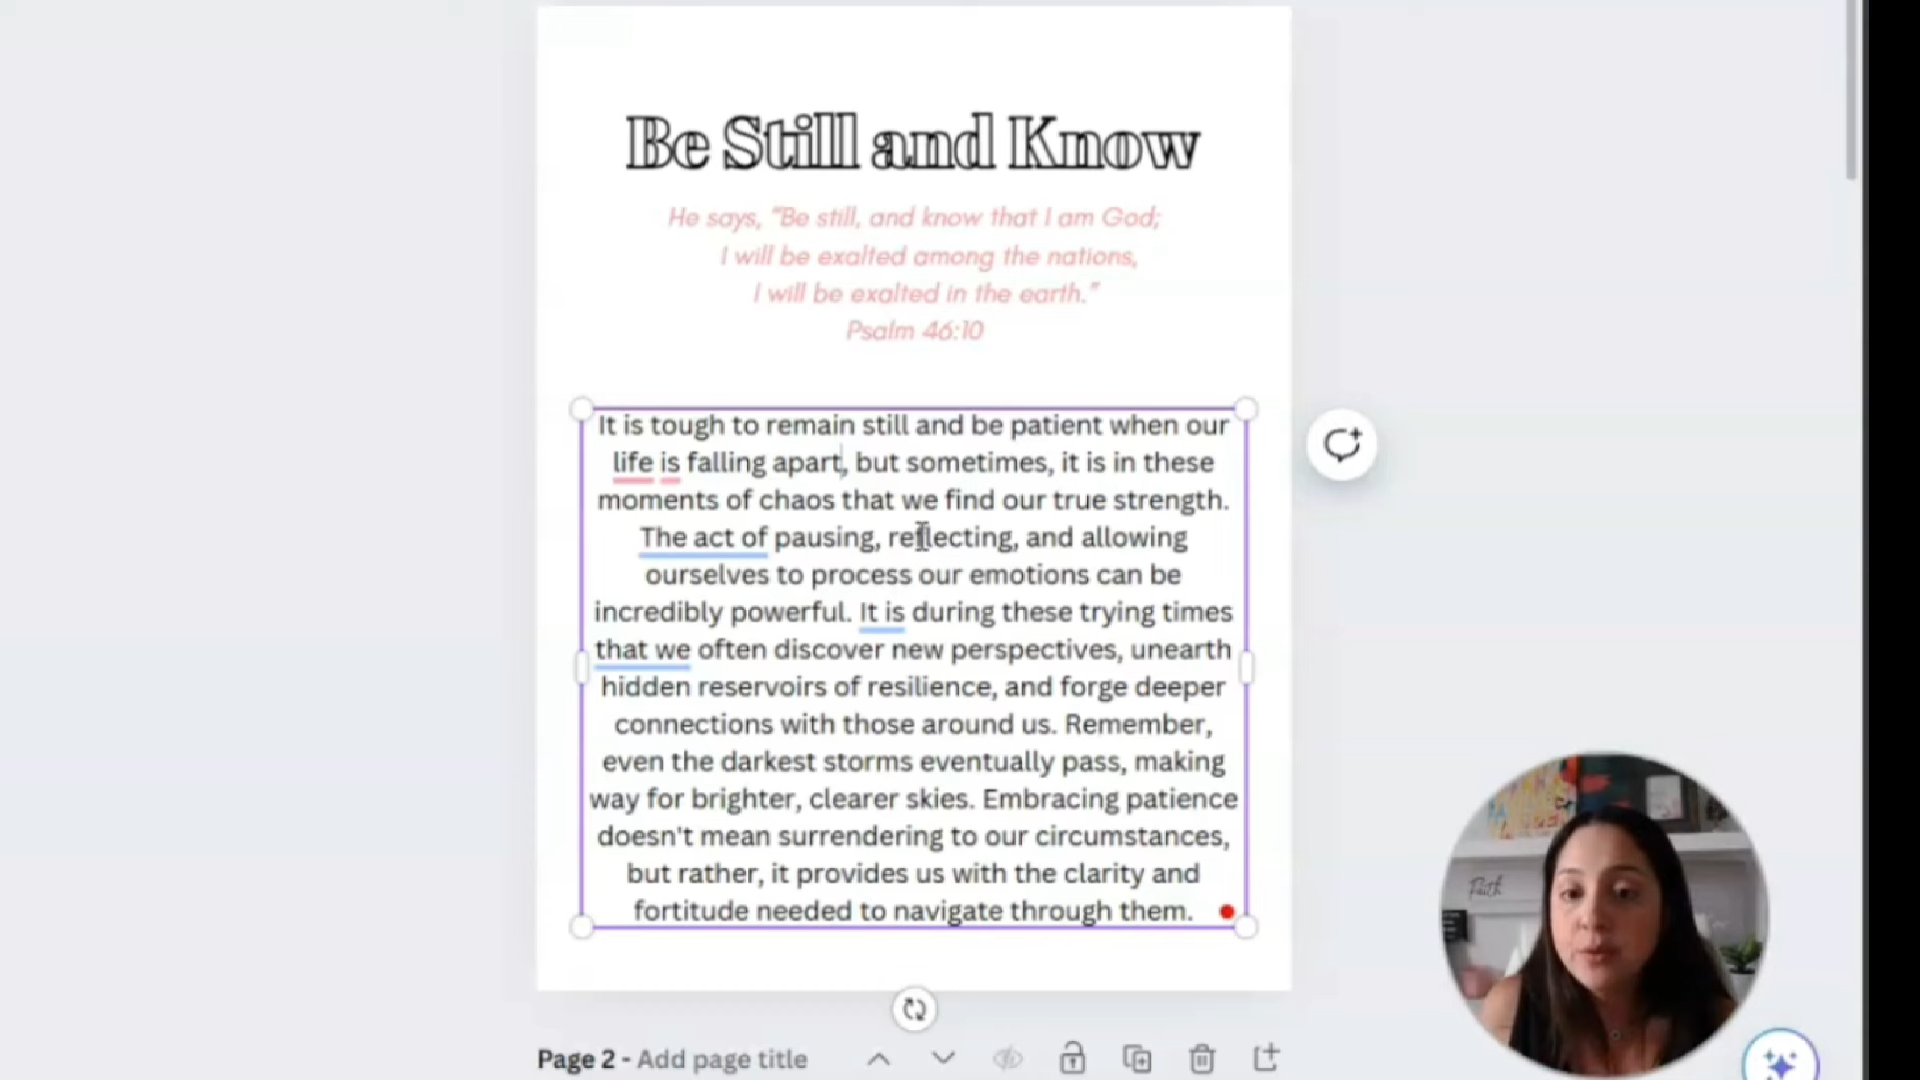 Be Still and Know
He says, "Be still, and know that I am God;
I will be exalted among the nations,
I will be exalted in the earth."
Psalm 46:10
It is tough to remain still and be patient when our
life is falling apart, but sometimes, it is in these
moments of chaos that we find our true strength.
The act of pausing, reflecting, and allowing
ourselves to process our emotions can be
incredibly powerful. It is during these trying times
that we often discover new perspectives, unearth
hidden reservoirs of resilience, and forge deeper
connections with those around us. Remember,
even the darkest storms eventually pass, making
way for brighter, clearer skies. Embracing patience
doesn't mean surrendering to our circumstances,
but rather, it provides us with the clarity and
fortitude needed to navigate through them.
Faith
Page 2 - Add page title